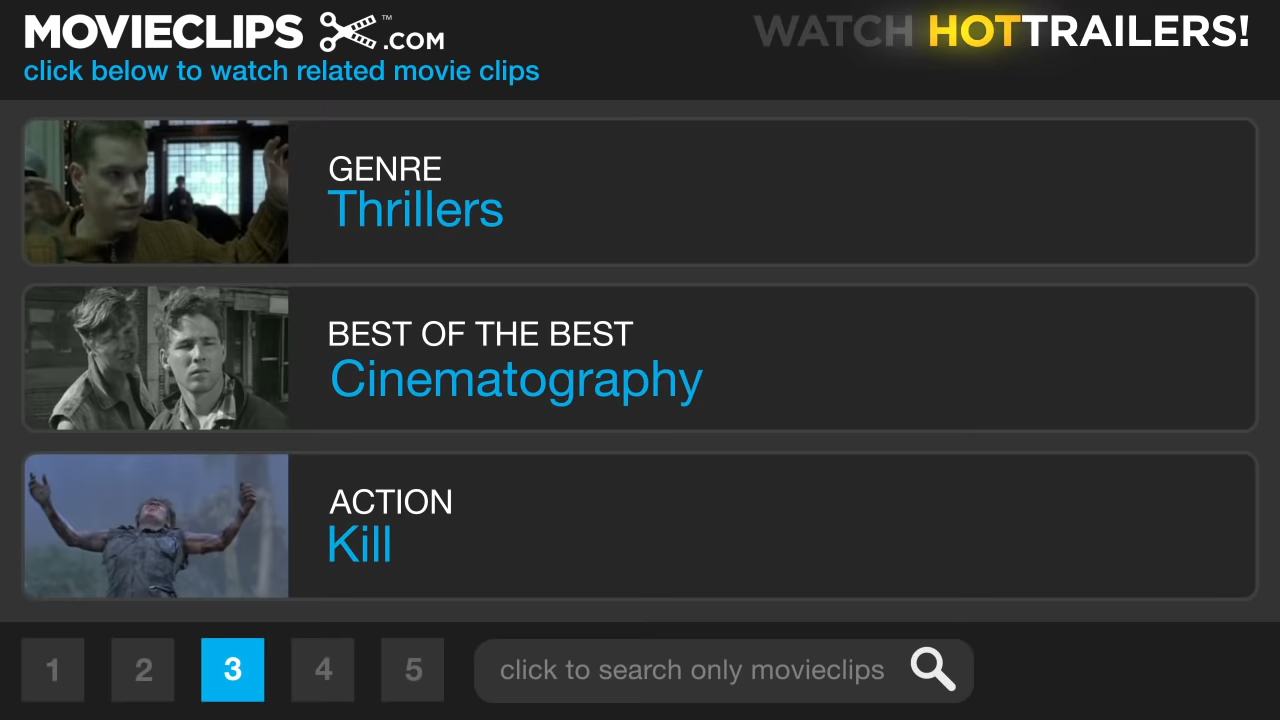 MOVIECLIPS™.COM
WATCH HOTTRAILERS!
click below to watch related movie clips
GENRE
Thrillers
BEST OF THE BEST
Cinematography
ACTION
Kill
1 2 3 4 5
click to search only movieclips